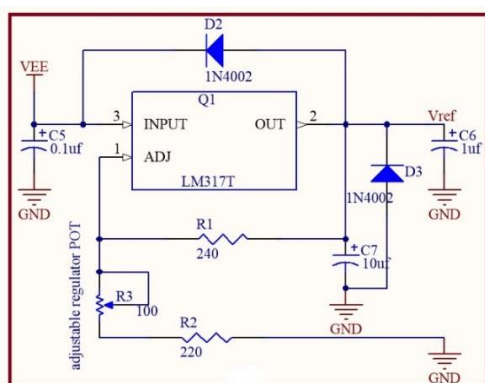 D2
VEE
1N4002
Q1
3
INPUT
OUT
2
Vref
C5
0.1uf
1
ADJ
C6
1uf
LM317T
D3
1N4002
GND
GND
R1
240
C7
10uf
adjustable regulator POT
R3
100
R2
220
GND
GND